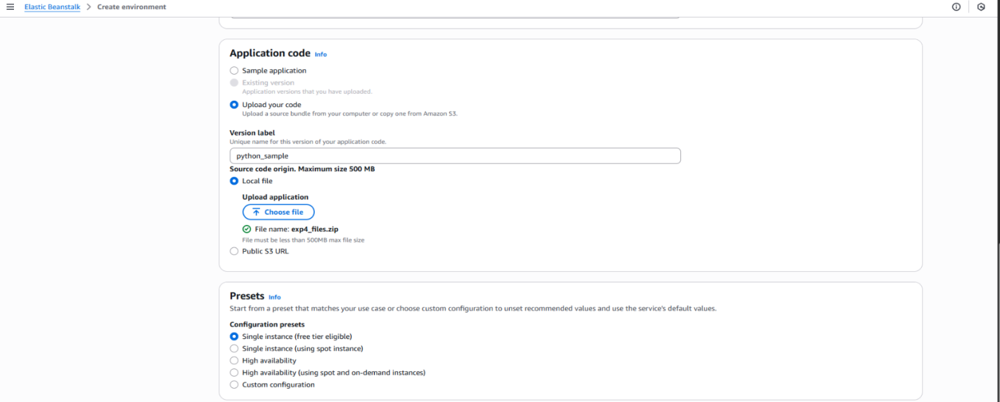 Elastic Beanstalk > Create environment
Application code Info
Sample application
Existing version
Application versions that you have uploaded.
Upload your code
Upload a source bundle from your computer or copy one from Amazon S3.
Version label
Unique name for this version of your application code.
python_sample
Source code origin. Maximum size 500 MB
Local file
Upload application
Choose file
File name: exp4_files.zip
File must be less than 500MB max file size
Public S3 URL
Presets Info
Start from a preset that matches your use case or choose custom configuration to unset recommended values and use the service's default values.
Configuration presets
Single instance (free tier eligible)
Single instance (using spot instance)
High availability
High availability (using spot and on-demand instances)
Custom configuration